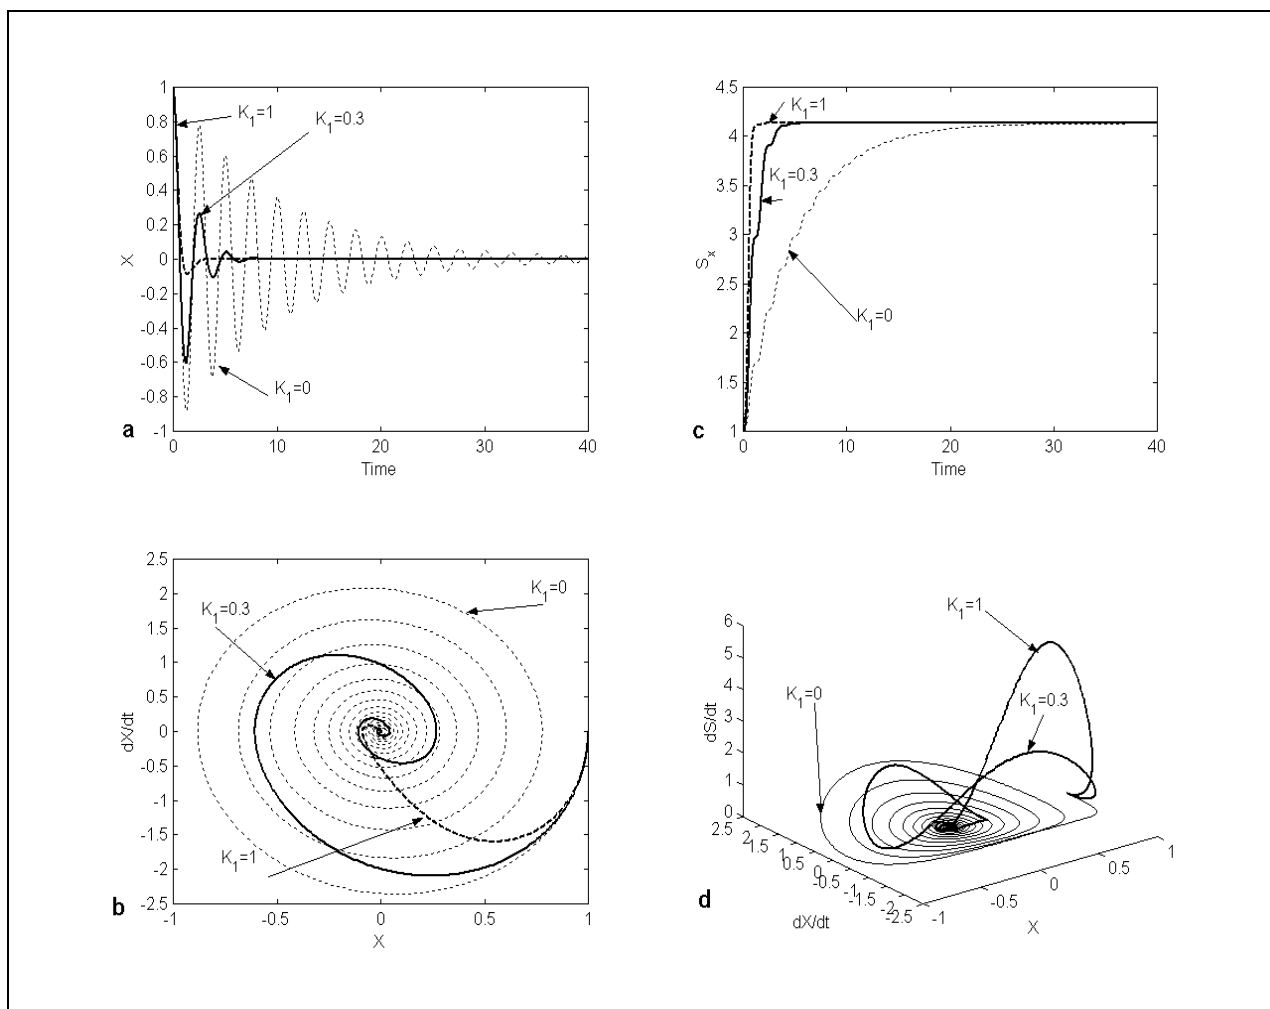 1
0.8
0.6
0.4
0.2
0
-0.2
-0.4
-0.6
-0.8
-1
X
K1=1
K1=0.3
K1=0
0 10 20 30 40
Time
a
4.5
4
3.5
3
2.5
2
1.5
1
Sx
K1=1
K1=0.3
K1=0
0 10 20 30 40
Time
c
2.5
2
1.5
1
0.5
0
-0.5
-1
-1.5
-2
-2.5
dX/dt
K1=0
K1=0.3
K1=1
-1 -0.5 0 0.5 1
X
b
6
5
4
3
2
1
0
dS/dt
K1=1
K1=0
K1=0.3
2.5
2
1.5
1
0.5
0
-0.5
-1
-1.5
-2
-2.5
dX/dt
-1 -0.5 0 0.5 1
X
d